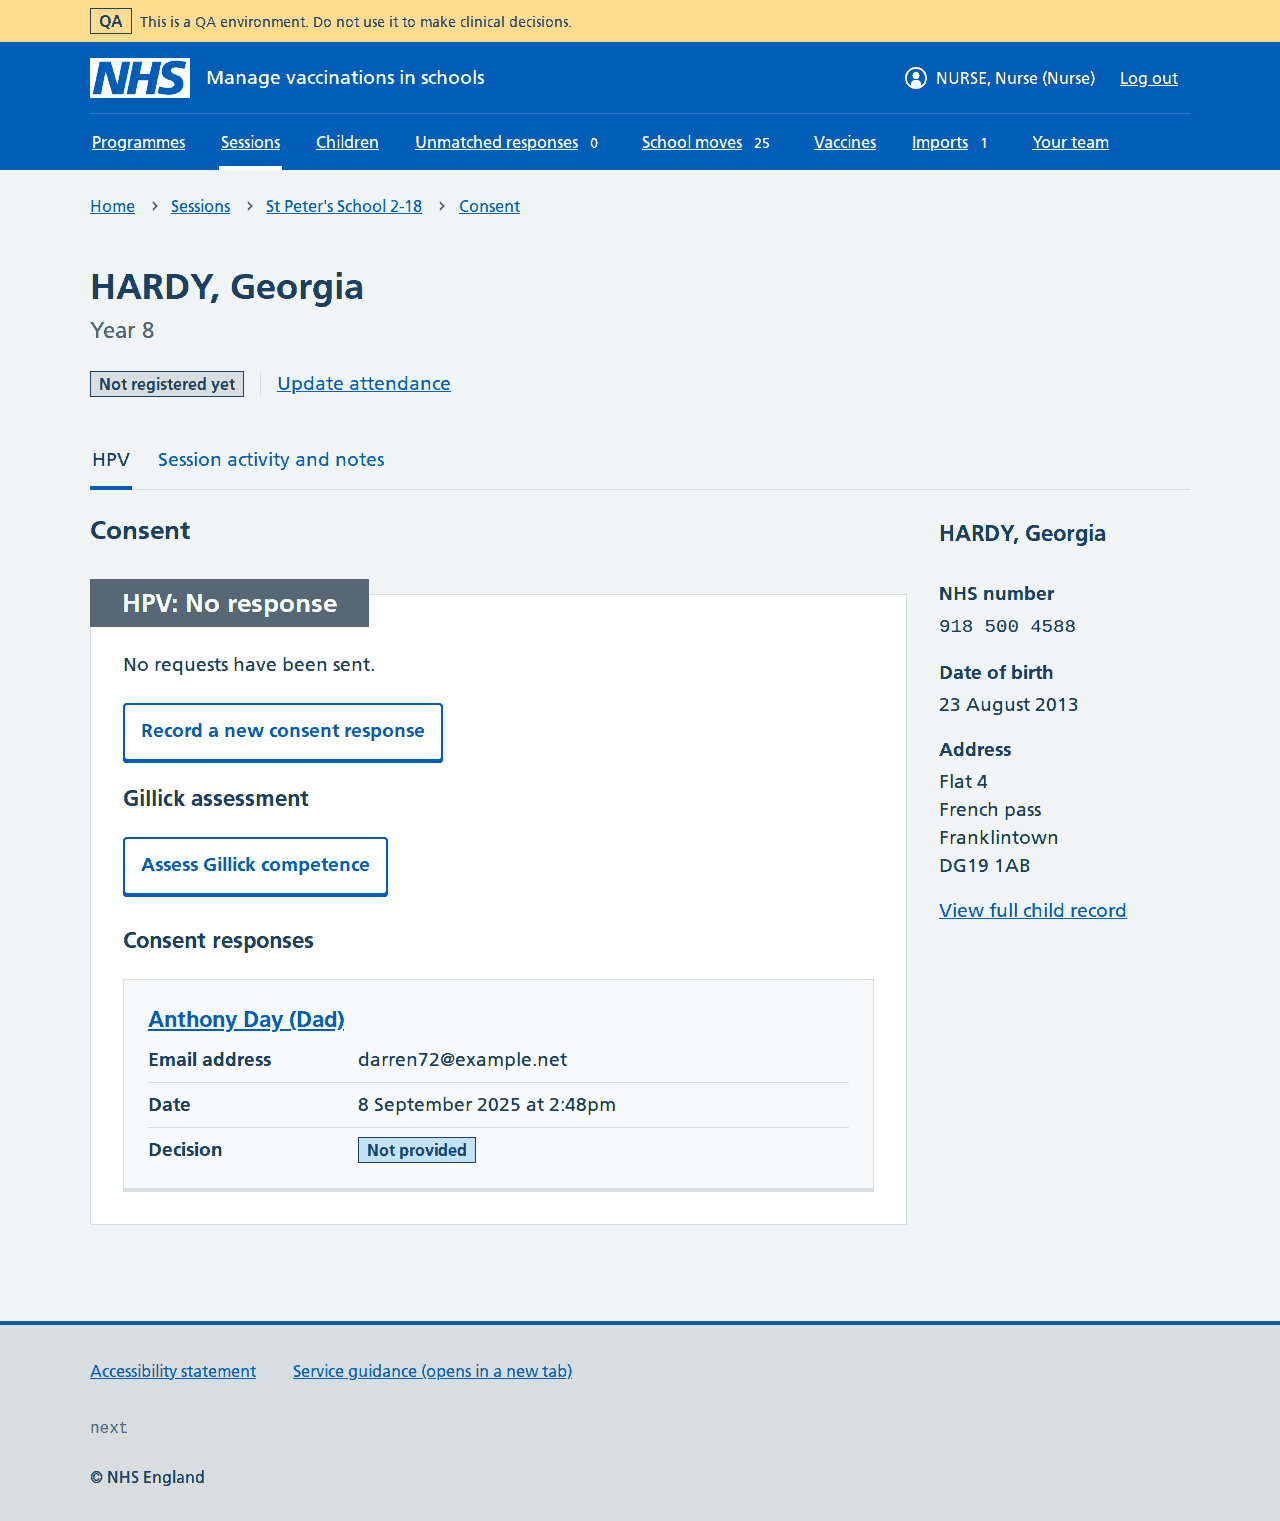 QA This is a QA environment. Do not use it to make clinical decisions.
NHS Manage vaccinations in schools NURSE, Nurse (Nurse) Log out
Programmes Sessions Children Unmatched responses 0 School moves 25 Vaccines Imports 1 Your team
Home Sessions St Peter's School 2-18 Consent
HARDY, Georgia
Year 8
Not registered yet Update attendance
HPV Session activity and notes
Consent
HPV: No response
No requests have been sent.
Record a new consent response
Gillick assessment
Assess Gillick competence
Consent responses
Anthony Day (Dad)
Email address darren72@example.net
Date 8 September 2025 at 2:48pm
Decision Not provided
HARDY, Georgia
NHS number
918 500 4588
Date of birth
23 August 2013
Address
Flat 4
French pass
Franklintown
DG19 1AB
View full child record
Accessibility statement Service guidance (opens in a new tab)
next
© NHS England